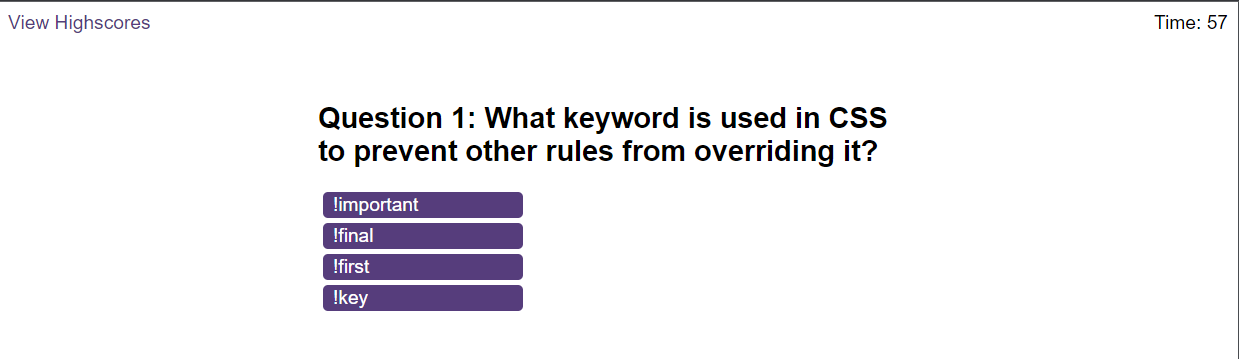 View Highscores
Time: 57
Question 1: What keyword is used in CSS
to prevent other rules from overriding it?
!important
!final
!first
!key